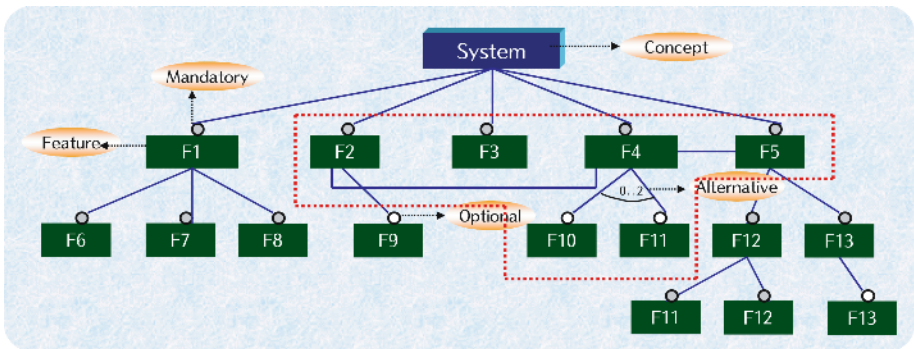 System
Concept
Mandatory
Feature
F1
F2
F3
F4
F5
0..2
Alternative
Optional
F6
F7
F8
F9
F10
F11
F12
F13
F11
F12
F13